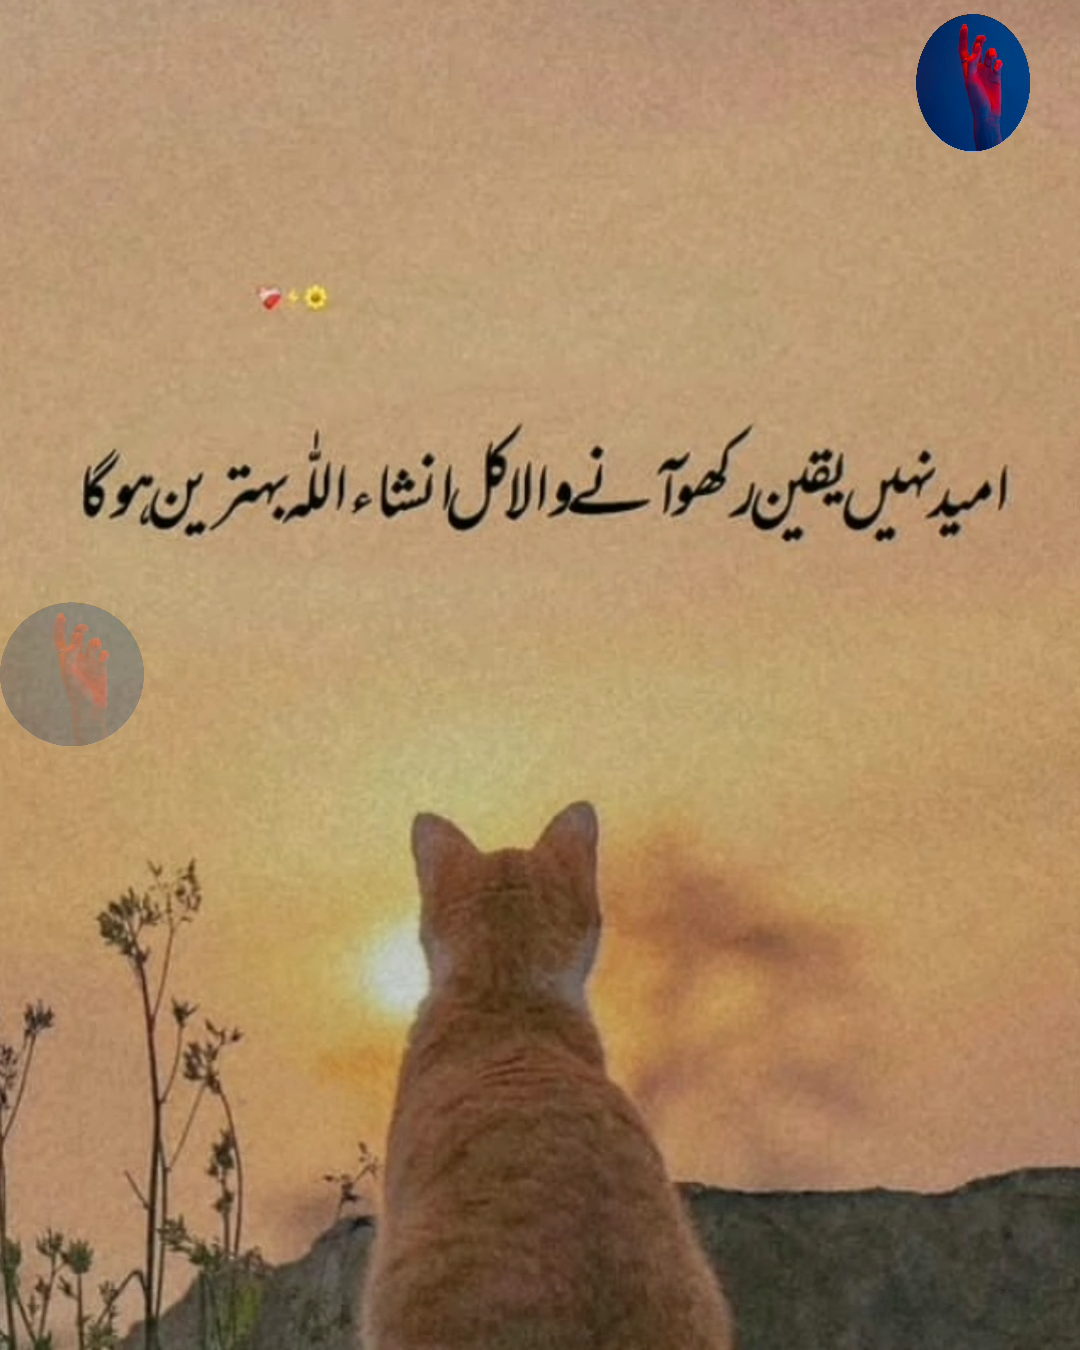 امید نہیں یقین رکھو آنے والا کل انشاء اللہ بہترین ہوگا